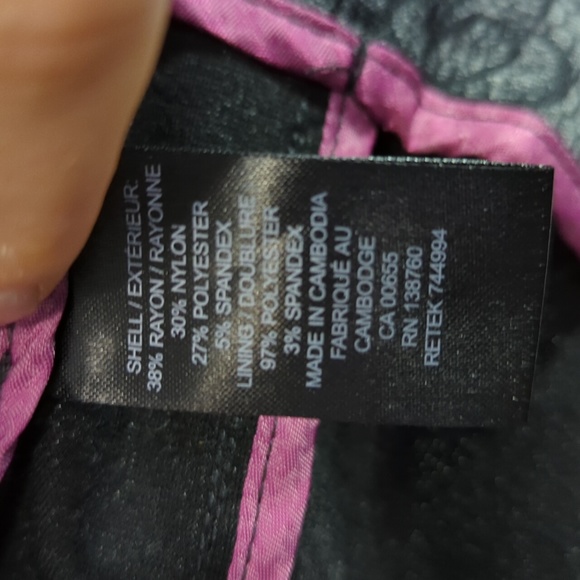 SHELL / EXTÉRIEUR:
38% RAYON / RAYONNE
30% NYLON
27% POLYESTER
5% SPANDEX
LINING / DOUBLURE
97% POLYESTER
3% SPANDEX
MADE IN CAMBODIA
FABRIQUÉ AU
CAMBODGE
CA 00655
RN 138760
RETEK 744994